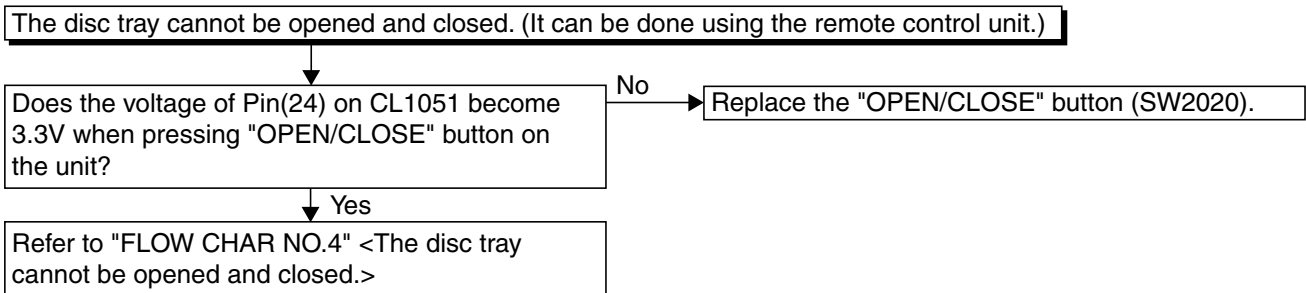 The disc tray cannot be opened and closed. (It can be done using the remote control unit.)
Does the voltage of Pin(24) on CL1051 become
3.3V when pressing "OPEN/CLOSE" button on
the unit?
No
Replace the "OPEN/CLOSE" button (SW2020).
Yes
Refer to "FLOW CHAR NO.4" <The disc tray
cannot be opened and closed.>